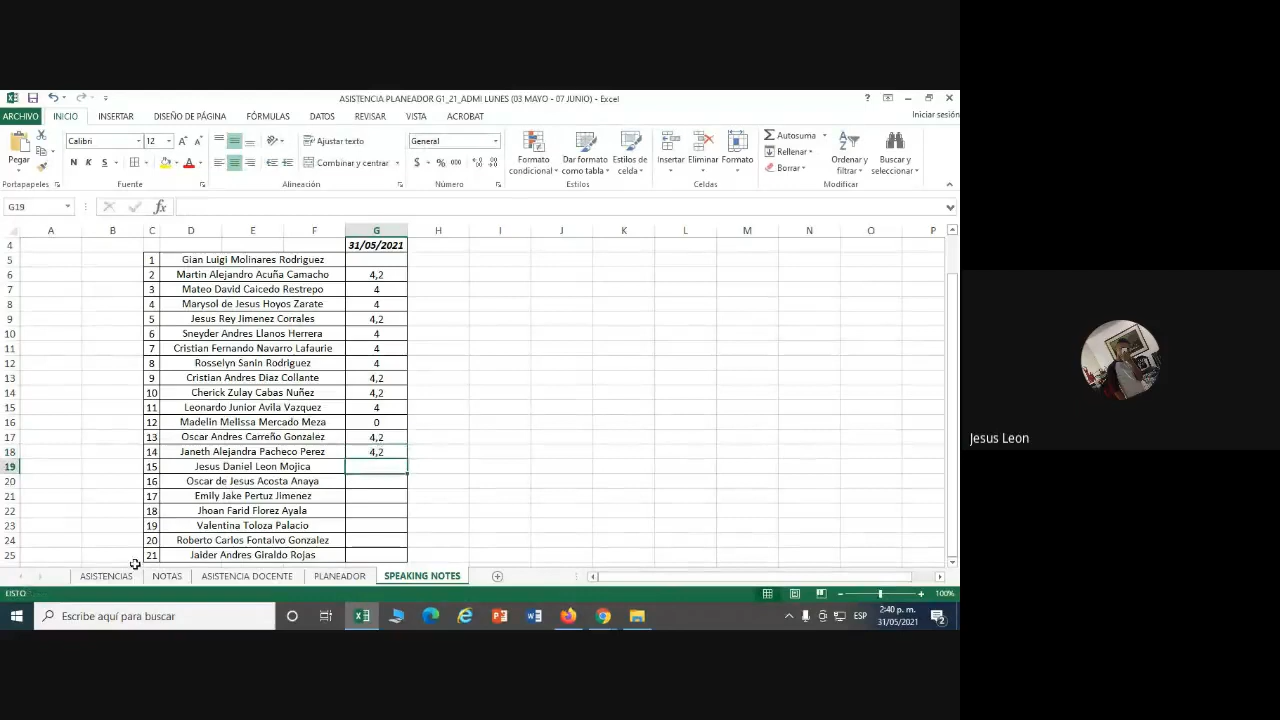 ASISTENCIA PLANEADOR G1_21_ADMI LUNES (03 MAYO - 07 JUNIO) - Excel
ARCHIVO INICIO INSERTAR DISEÑO DE PÁGINA FÓRMULAS DATOS REVISAR VISTA ACROBAT Iniciar sesión
Pegar Calibri 12 Ajustar texto General Formato condicional Dar formato como tabla Estilos de celda Insertar Eliminar Formato Autosuma Ordenar y filtrar Buscar y seleccionar
N K S Combinar y centrar $ % 000 Rellenar
Borrar
Portapapeles Fuente Alineación Número Estilos Celdas Modificar
G19 fx
A B C D E F G H I J K L M N O P
4 31/05/2021
5 1 Gian Luigi Molinares Rodriguez
6 2 Martin Alejandro Acuña Camacho 4,2
7 3 Mateo David Caicedo Restrepo 4
8 4 Marysol de Jesus Hoyos Zarate 4
9 5 Jesus Rey Jimenez Corrales 4,2
10 6 Sneyder Andres Llanos Herrera 4
11 7 Cristian Fernando Navarro Lafaurie 4
12 8 Rosselyn Sanin Rodriguez 4
13 9 Cristian Andres Diaz Collante 4,2
14 10 Cherick Zulay Cabas Nuñez 4,2
15 11 Leonardo Junior Avila Vazquez 4
16 12 Madelin Melissa Mercado Meza 0
17 13 Oscar Andres Carreño Gonzalez 4,2
18 14 Janeth Alejandra Pacheco Perez 4,2
19 15 Jesus Daniel Leon Mojica
20 16 Oscar de Jesus Acosta Anaya
21 17 Emily Jake Pertuz Jimenez
22 18 Jhoan Farid Florez Ayala
23 19 Valentina Toloza Palacio
24 20 Roberto Carlos Fontalvo Gonzalez
25 21 Jaider Andres Giraldo Rojas
ASISTENCIAS NOTAS ASISTENCIA DOCENTE PLANEADOR SPEAKING NOTES
LISTO 100%
Escribe aquí para buscar ESP 2:40 p. m.
31/05/2021 2
Jesus Leon